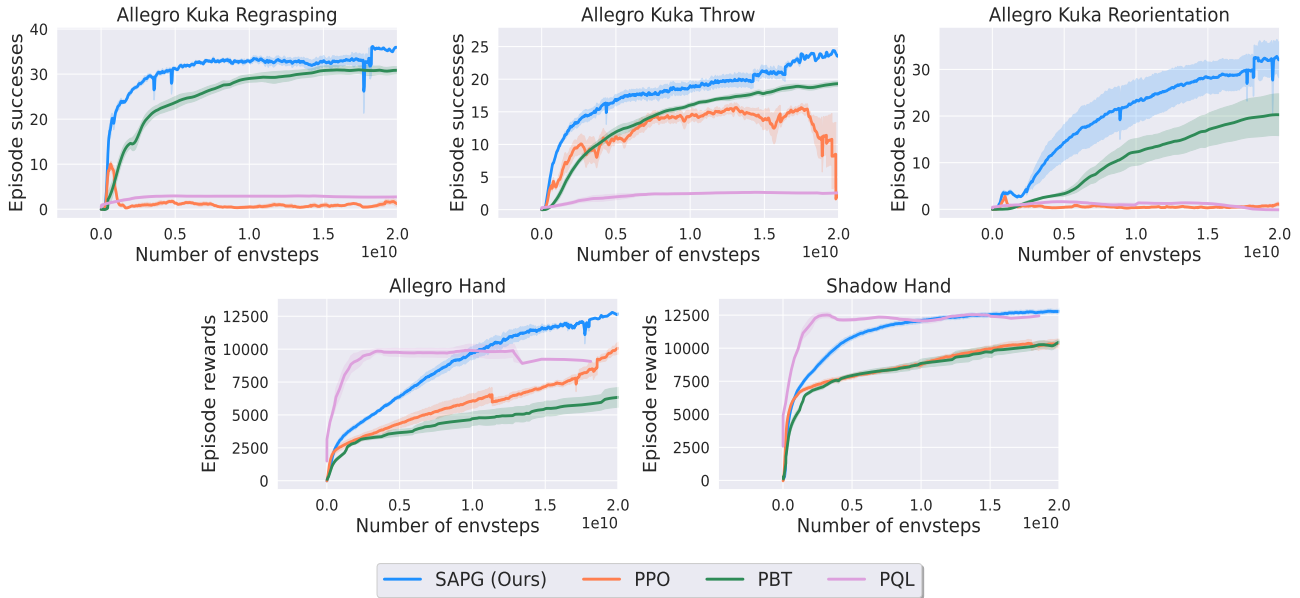 Allegro Kuka Regrasping
Episode successes
40
30
20
10
0
0.0 0.5 1.0 1.5 2.0
1e10
Number of envsteps
Allegro Kuka Throw
Episode successes
25
20
15
10
5
0
0.0 0.5 1.0 1.5 2.0
1e10
Number of envsteps
Allegro Kuka Reorientation
Episode successes
30
20
10
0
0.0 0.5 1.0 1.5 2.0
1e10
Number of envsteps
Allegro Hand
Episode rewards
12500
10000
7500
5000
2500
0
0.0 0.5 1.0 1.5 2.0
1e10
Number of envsteps
Shadow Hand
Episode rewards
12500
10000
7500
5000
2500
0
0.0 0.5 1.0 1.5 2.0
1e10
Number of envsteps
SAPG (Ours) PPO PBT PQL